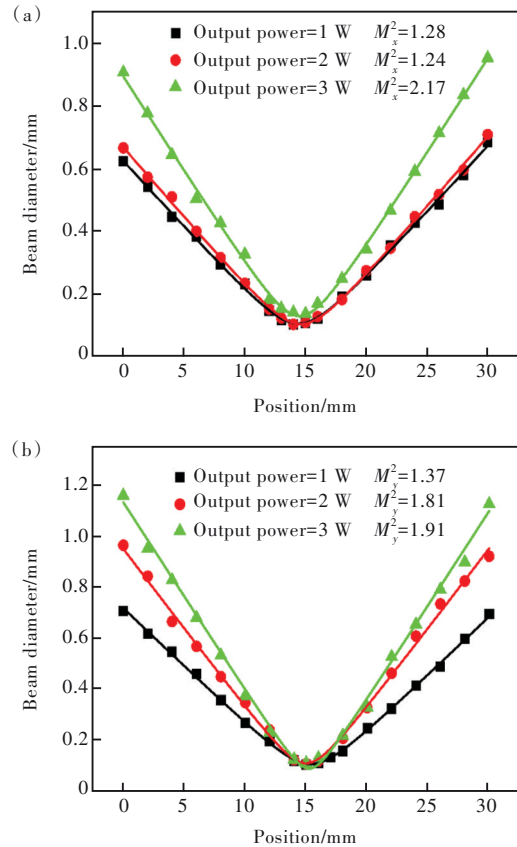 (a)
1.0
0.8
0.6
0.4
0.2
0
Beam diameter/mm
Output power=1 W M²x=1.28
Output power=2 W M²x=1.24
Output power=3 W M²x=2.17
0 5 10 15 20 25 30
Position/mm
(b)
1.2
1.0
0.8
0.6
0.4
0.2
0
Beam diameter/mm
Output power=1 W M²y=1.37
Output power=2 W M²y=1.81
Output power=3 W M²y=1.91
0 5 10 15 20 25 30
Position/mm